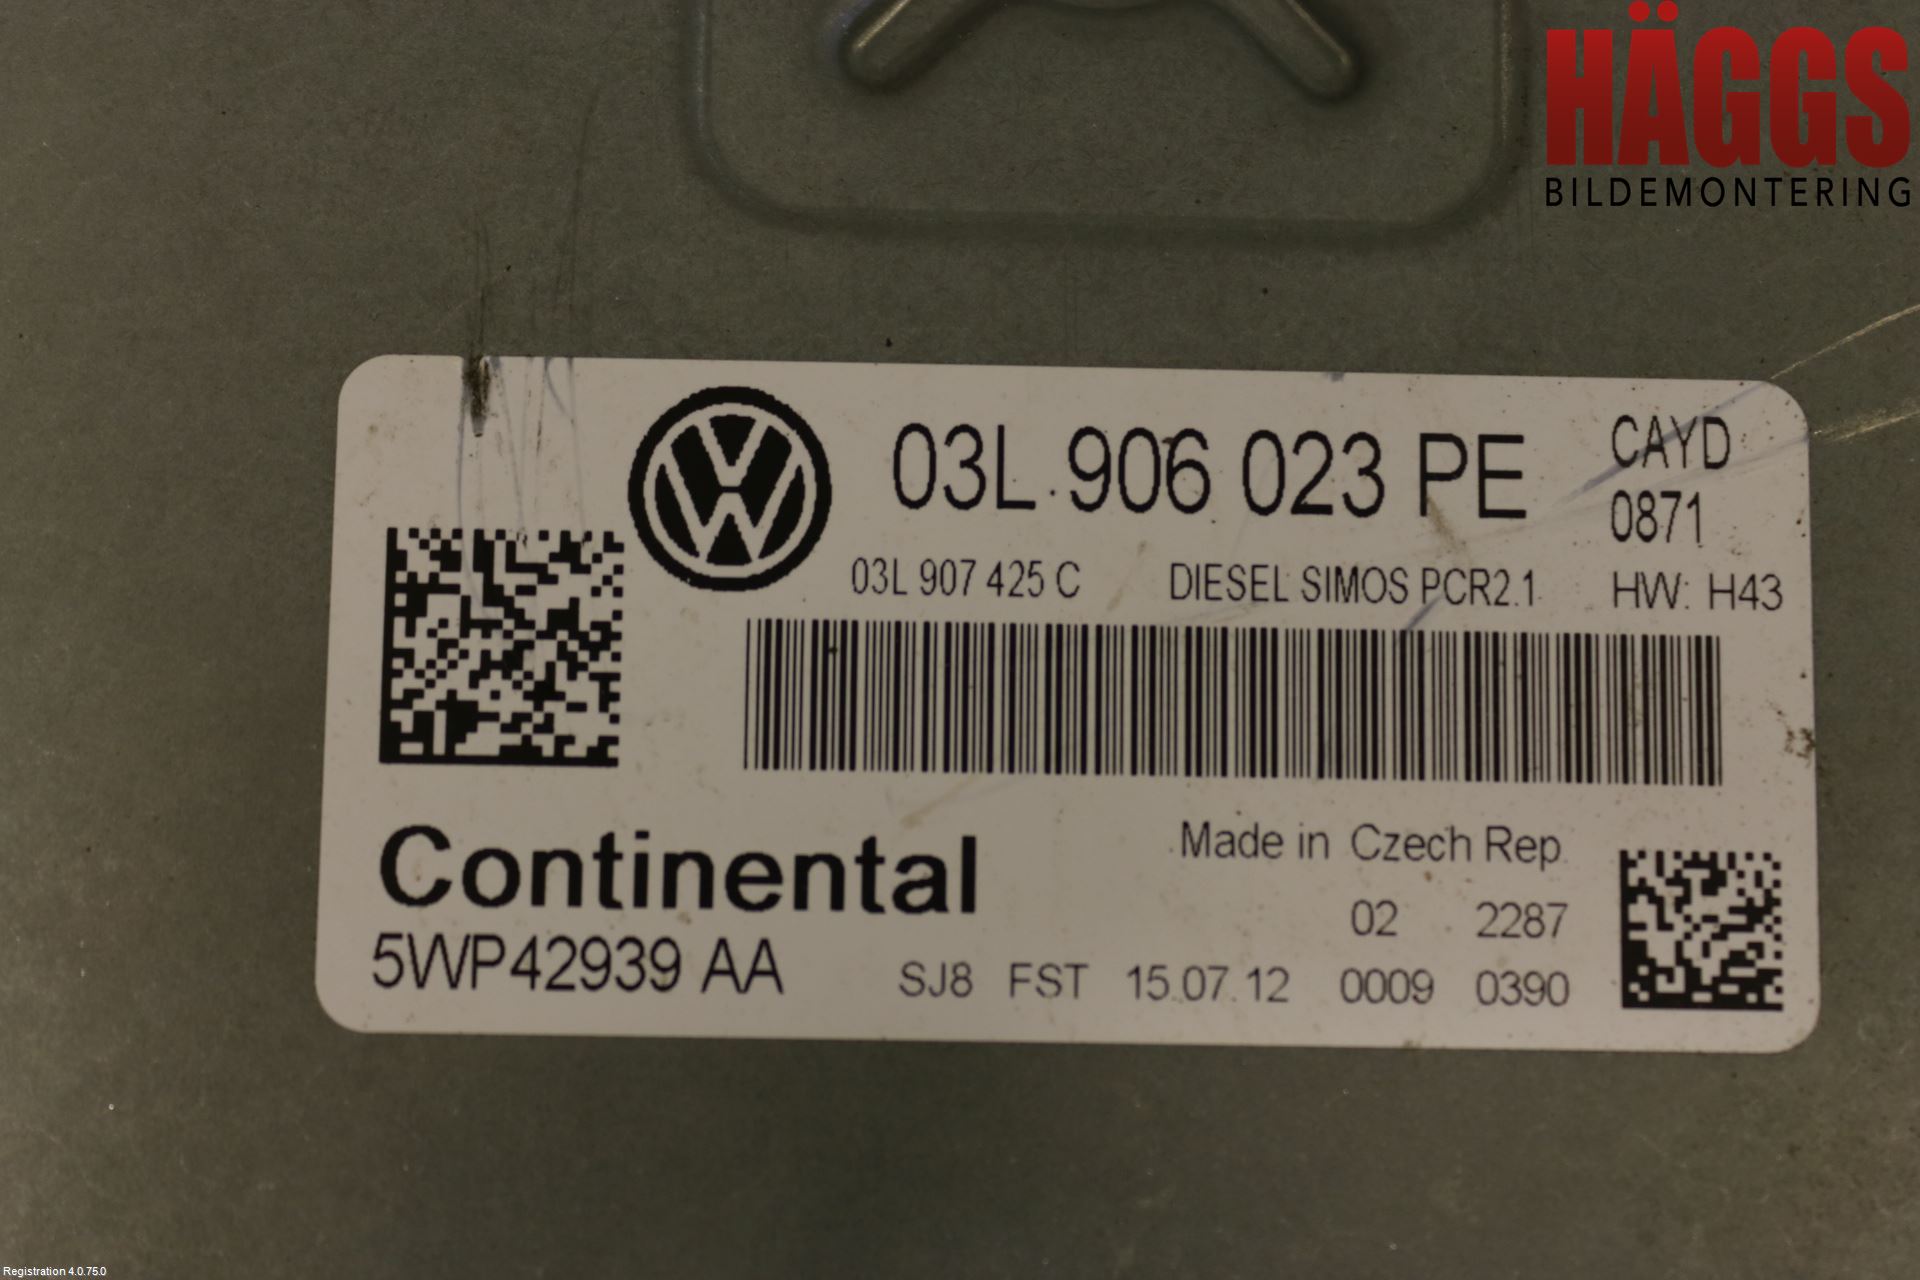 HÄGGS
BILDEMONTERING
03L 906 023 PE
CAYD
0871
03L 907 425 C DIESEL SIMOS PCR2.1 HW: H43
Continental
Made in Czech Rep.
02 2287
5WP42939 AA
SJ8 FST 15.07.12 0009 0390
Registration 4.0.75.0